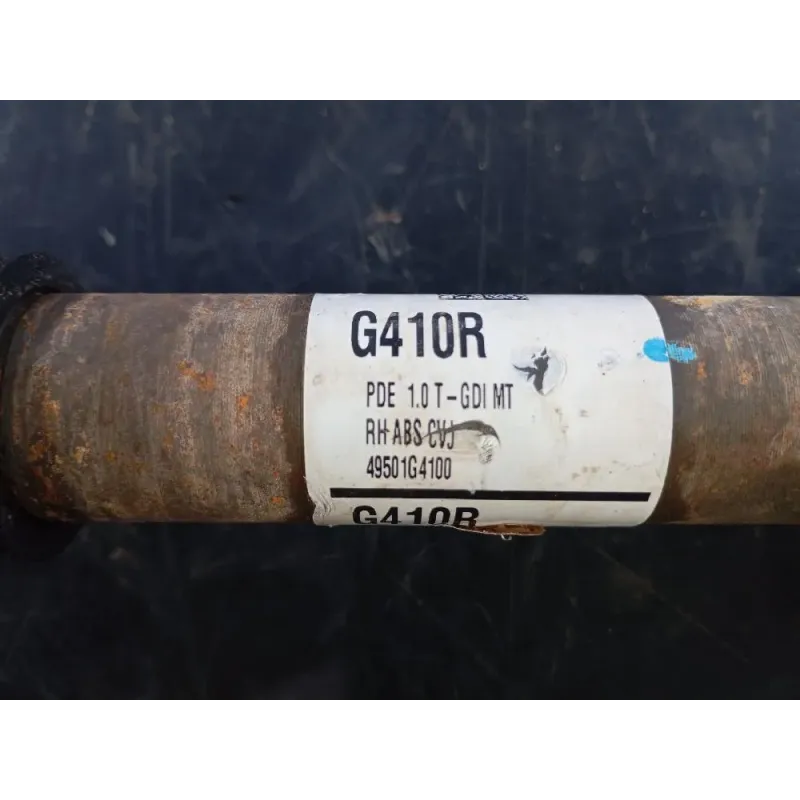 G410R
PDE 1.0 T-GDI MT
RH ABS CVJ
49501G4100
G410R